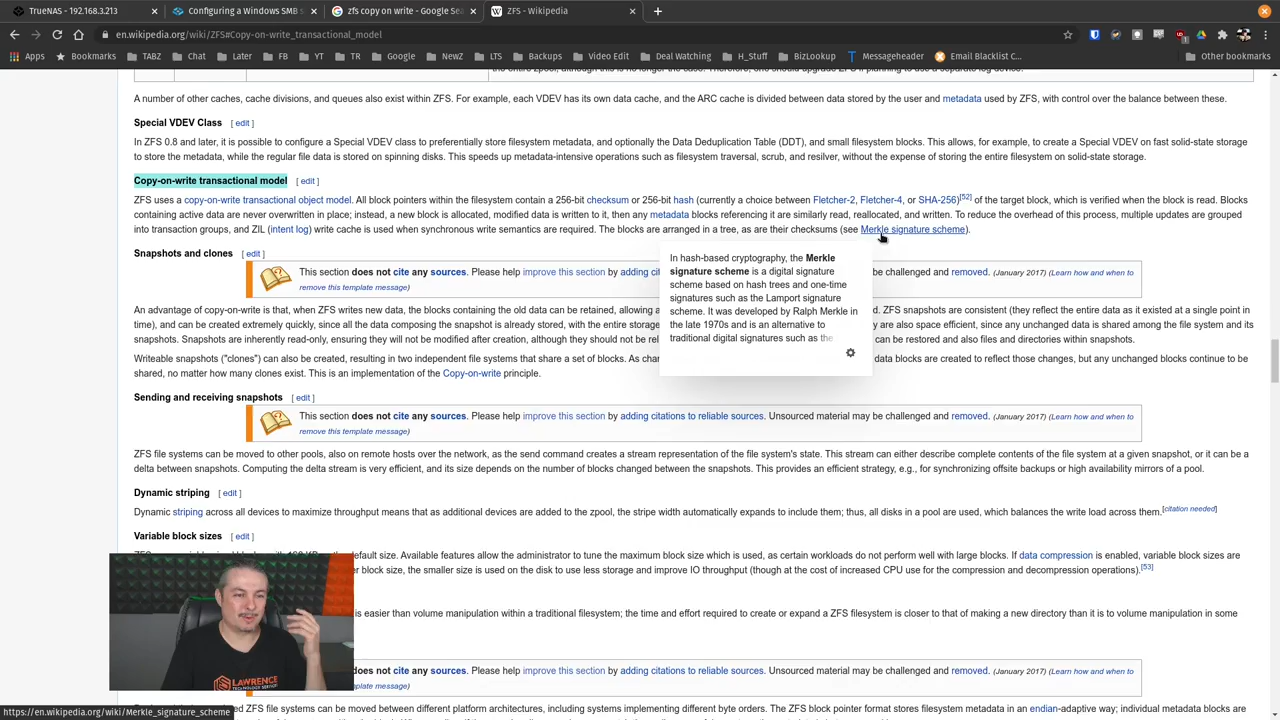 TrueNAS - 192.168.3.213
Configuring a Windows SMB s
zfs copy on write - Google Sea
ZFS - Wikipedia
en.wikipedia.org/wiki/ZFS#Copy-on-write_transactional_model
Apps Bookmarks TABZ Chat Later FB YT TR Google NewZ LTS Backups Video Edit Deal Watching H_Stuff BizLookup Messageheader Email Blacklist C... Other bookmarks
A number of other caches, cache divisions, and queues also exist within ZFS. For example, each VDEV has its own data cache, and the ARC cache is divided between data stored by the user and metadata used by ZFS, with control over the balance between these.
Special VDEV Class [ edit ]
In ZFS 0.8 and later, it is possible to configure a Special VDEV class to preferentially store filesystem metadata, and optionally the Data Deduplication Table (DDT), and small filesystem blocks. This allows, for example, to create a Special VDEV on fast solid-state storage
to store the metadata, while the regular file data is stored on spinning disks. This speeds up metadata-intensive operations such as filesystem traversal, scrub, and resilver, without the expense of storing the entire filesystem on solid-state storage.
Copy-on-write transactional model [ edit ]
ZFS uses a copy-on-write transactional object model. All block pointers within the filesystem contain a 256-bit checksum or 256-bit hash (currently a choice between Fletcher-2, Fletcher-4, or SHA-256)[52] of the target block, which is verified when the block is read. Blocks
containing active data are never overwritten in place; instead, a new block is allocated, modified data is written to it, then any metadata blocks referencing it are similarly read, reallocated, and written. To reduce the overhead of this process, multiple updates are grouped
into transaction groups, and ZIL (intent log) write cache is used when synchronous write semantics are required. The blocks are arranged in a tree, as are their checksums (see Merkle signature scheme).
Snapshots and clones [ edit ]
This section does not cite any sources. Please help improve this section by adding ci
e challenged and removed. (January 2017) (Learn how and when to
remove this template message)
An advantage of copy-on-write is that, when ZFS writes new data, the blocks containing the old data can be retained, allowing a
d. ZFS snapshots are consistent (they reflect the entire data as it existed at a single point in
time), and can be created extremely quickly, since all the data composing the snapshot is already stored, with the entire storage
y are also space efficient, since any unchanged data is shared among the file system and its
snapshots. Snapshots are inherently read-only, ensuring they will not be modified after creation, although they should not be rel
can be restored and also files and directories within snapshots.
Writeable snapshots ("clones") can also be created, resulting in two independent file systems that share a set of blocks. As chan
data blocks are created to reflect those changes, but any unchanged blocks continue to
be shared, no matter how many clones exist. This is an implementation of the Copy-on-write principle.
In hash-based cryptography, the Merkle
signature scheme is a digital signature
scheme based on hash trees and one-time
signatures such as the Lamport signature
scheme. It was developed by Ralph Merkle in
the late 1970s and is an alternative to
traditional digital signatures such as the
Sending and receiving snapshots [ edit ]
This section does not cite any sources. Please help improve this section by adding citations to reliable sources. Unsourced material may be challenged and removed. (January 2017) (Learn how and when to
remove this template message)
ZFS file systems can be moved to other pools, also on remote hosts over the network, as the send command creates a stream representation of the file system's state. This stream can either describe complete contents of the file system at a given snapshot, or it can be a
delta between snapshots. Computing the delta stream is very efficient, and its size depends on the number of blocks changed between the snapshots. This provides an efficient strategy, e.g., for synchronizing offsite backups or high availability mirrors of a pool.
Dynamic striping [ edit ]
Dynamic striping across all devices to maximize throughput means that as additional devices are added to the zpool, the stripe width automatically expands to include them; thus, all disks in a pool are used, which balances the write load across them.[citation needed]
Variable block sizes [ edit ]
efault size. Available features allow the administrator to tune the maximum block size which is used, as certain workloads do not perform well with large blocks. If data compression is enabled, variable block sizes are
er block size, the smaller size is used on the disk to use less storage and improve IO throughput (though at the cost of increased CPU use for the compression and decompression operations).[53]
is easier than volume manipulation within a traditional filesystem; the time and effort required to create or expand a ZFS filesystem is closer to that of making a new directory than it is to volume manipulation in some
oes not cite any sources. Please help improve this section by adding citations to reliable sources. Unsourced material may be challenged and removed. (January 2017) (Learn how and when to
plate message)
ZFS file systems can be moved between different platform architectures, including systems implementing different byte orders. The ZFS block pointer format stores filesystem metadata in an endian-adaptive way; individual metadata blocks are
LAWRENCE
https://en.wikipedia.org/wiki/Merkle_signature_scheme